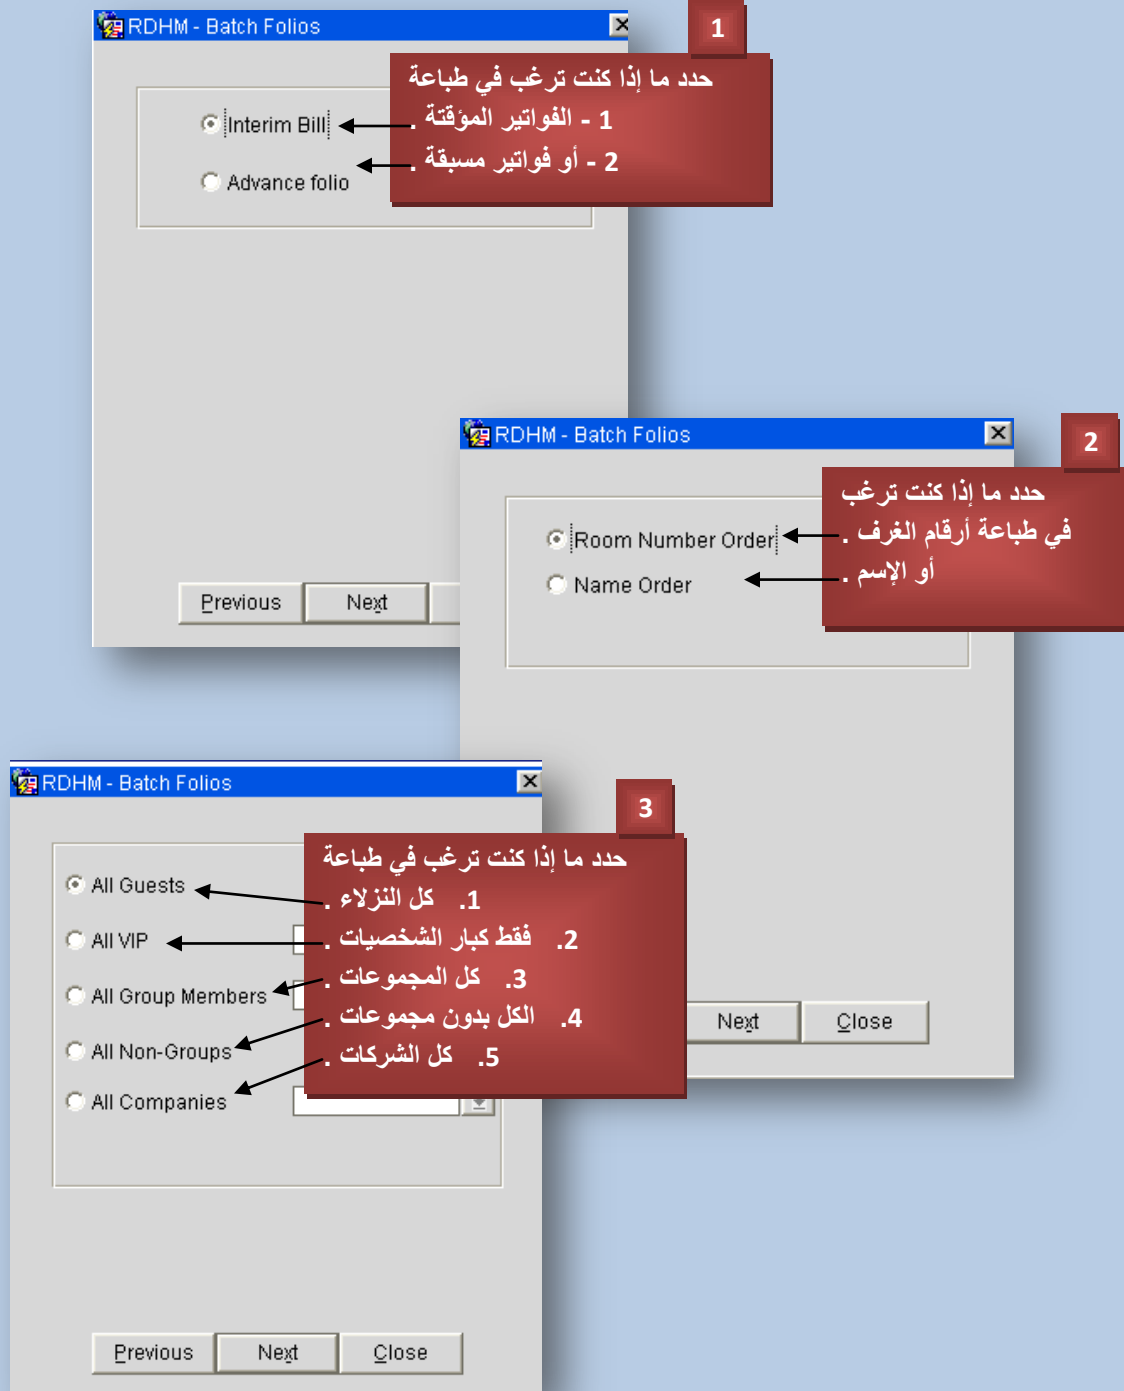 RDHM - Batch Folios
1
حدد ما إذا كنت ترغب في طباعة
1 - الفواتير المؤقتة .
2 - أو فواتير مسبقة .
Interim Bill
Advance folio
Previous
Next
RDHM - Batch Folios
2
حدد ما إذا كنت ترغب
في طباعة أرقام الغرف .
أو الإسم .
Room Number Order
Name Order
Next
Close
RDHM - Batch Folios
3
حدد ما إذا كنت ترغب في طباعة
1. كل النزلاء .
2. فقط كبار الشخصيات .
3. كل المجموعات .
4. الكل بدون مجموعات .
5. كل الشركات .
All Guests
All VIP
All Group Members
All Non-Groups
All Companies
Previous
Next
Close